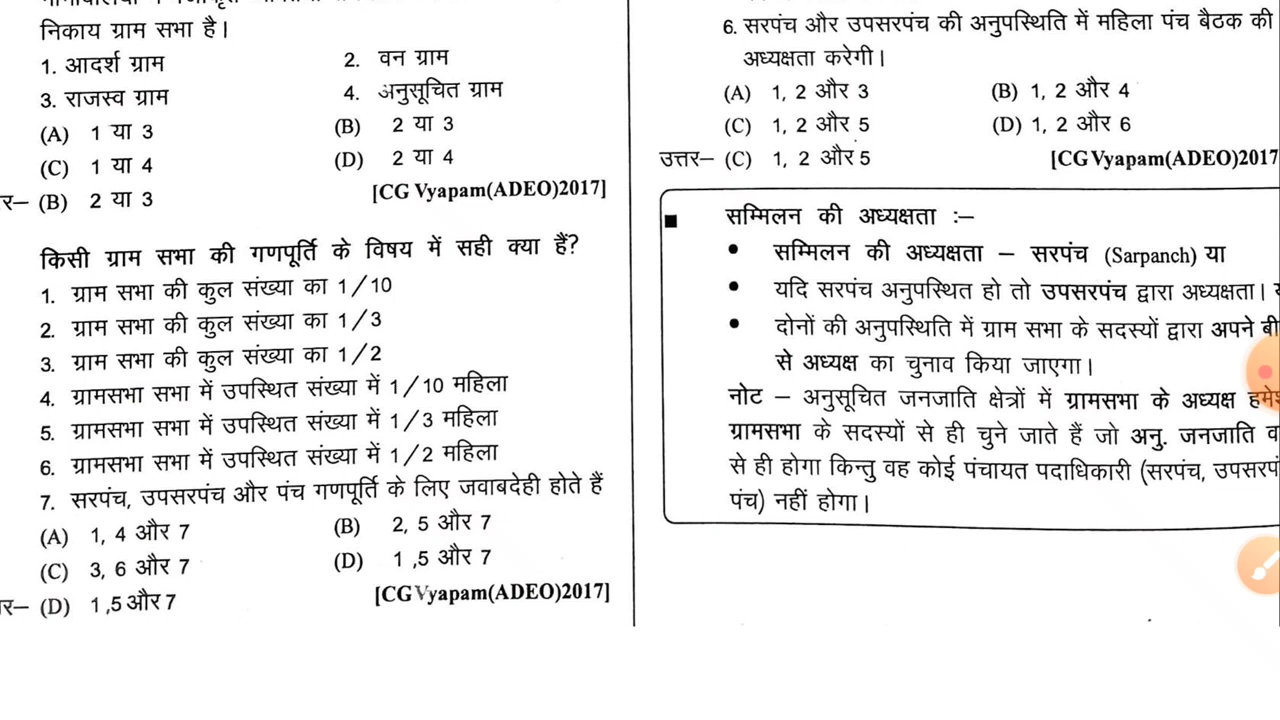 निकाय ग्राम सभा है।
1. आदर्श ग्राम 2. वन ग्राम
3. राजस्व ग्राम 4. अनुसूचित ग्राम
(A) 1 या 3 (B) 2 या 3
(C) 1 या 4 (D) 2 या 4
(B) 2 या 3 [CG Vyapam(ADEO)2017]
किसी ग्राम सभा की गणपूर्ति के विषय में सही क्या हैं?
1. ग्राम सभा की कुल संख्या का 1/10
2. ग्राम सभा की कुल संख्या का 1/3
3. ग्राम सभा की कुल संख्या का 1/2
4. ग्रामसभा सभा में उपस्थित संख्या में 1/10 महिला
5. ग्रामसभा सभा में उपस्थित संख्या में 1/3 महिला
6. ग्रामसभा सभा में उपस्थित संख्या में 1/2 महिला
7. सरपंच, उपसरपंच और पंच गणपूर्ति के लिए जवाबदेही होते हैं
(A) 1, 4 और 7 (B) 2, 5 और 7
(C) 3, 6 और 7 (D) 1 ,5 और 7
(D) 1 ,5 और 7 [CG Vyapam(ADEO)2017]
6. सरपंच और उपसरपंच की अनुपस्थिति में महिला पंच बैठक की
अध्यक्षता करेगी।
(A) 1, 2 और 3 (B) 1, 2 और 4
(C) 1, 2 और 5 (D) 1, 2 और 6
उत्तर– (C) 1, 2 और 5 [CG Vyapam(ADEO)2017
■ सम्मिलन की अध्यक्षता :–
• सम्मिलन की अध्यक्षता – सरपंच (Sarpanch) या
• यदि सरपंच अनुपस्थित हो तो उपसरपंच द्वारा अध्यक्षता।
• दोनों की अनुपस्थिति में ग्राम सभा के सदस्यों द्वारा अपने
से अध्यक्ष का चुनाव किया जाएगा।
नोट – अनुसूचित जनजाति क्षेत्रों में ग्रामसभा के अध्यक्ष
ग्रामसभा के सदस्यों से ही चुने जाते हैं जो अनु. जनजाति
से ही होगा किन्तु वह कोई पंचायत पदाधिकारी (सरपंच,
पंच) नहीं होगा।